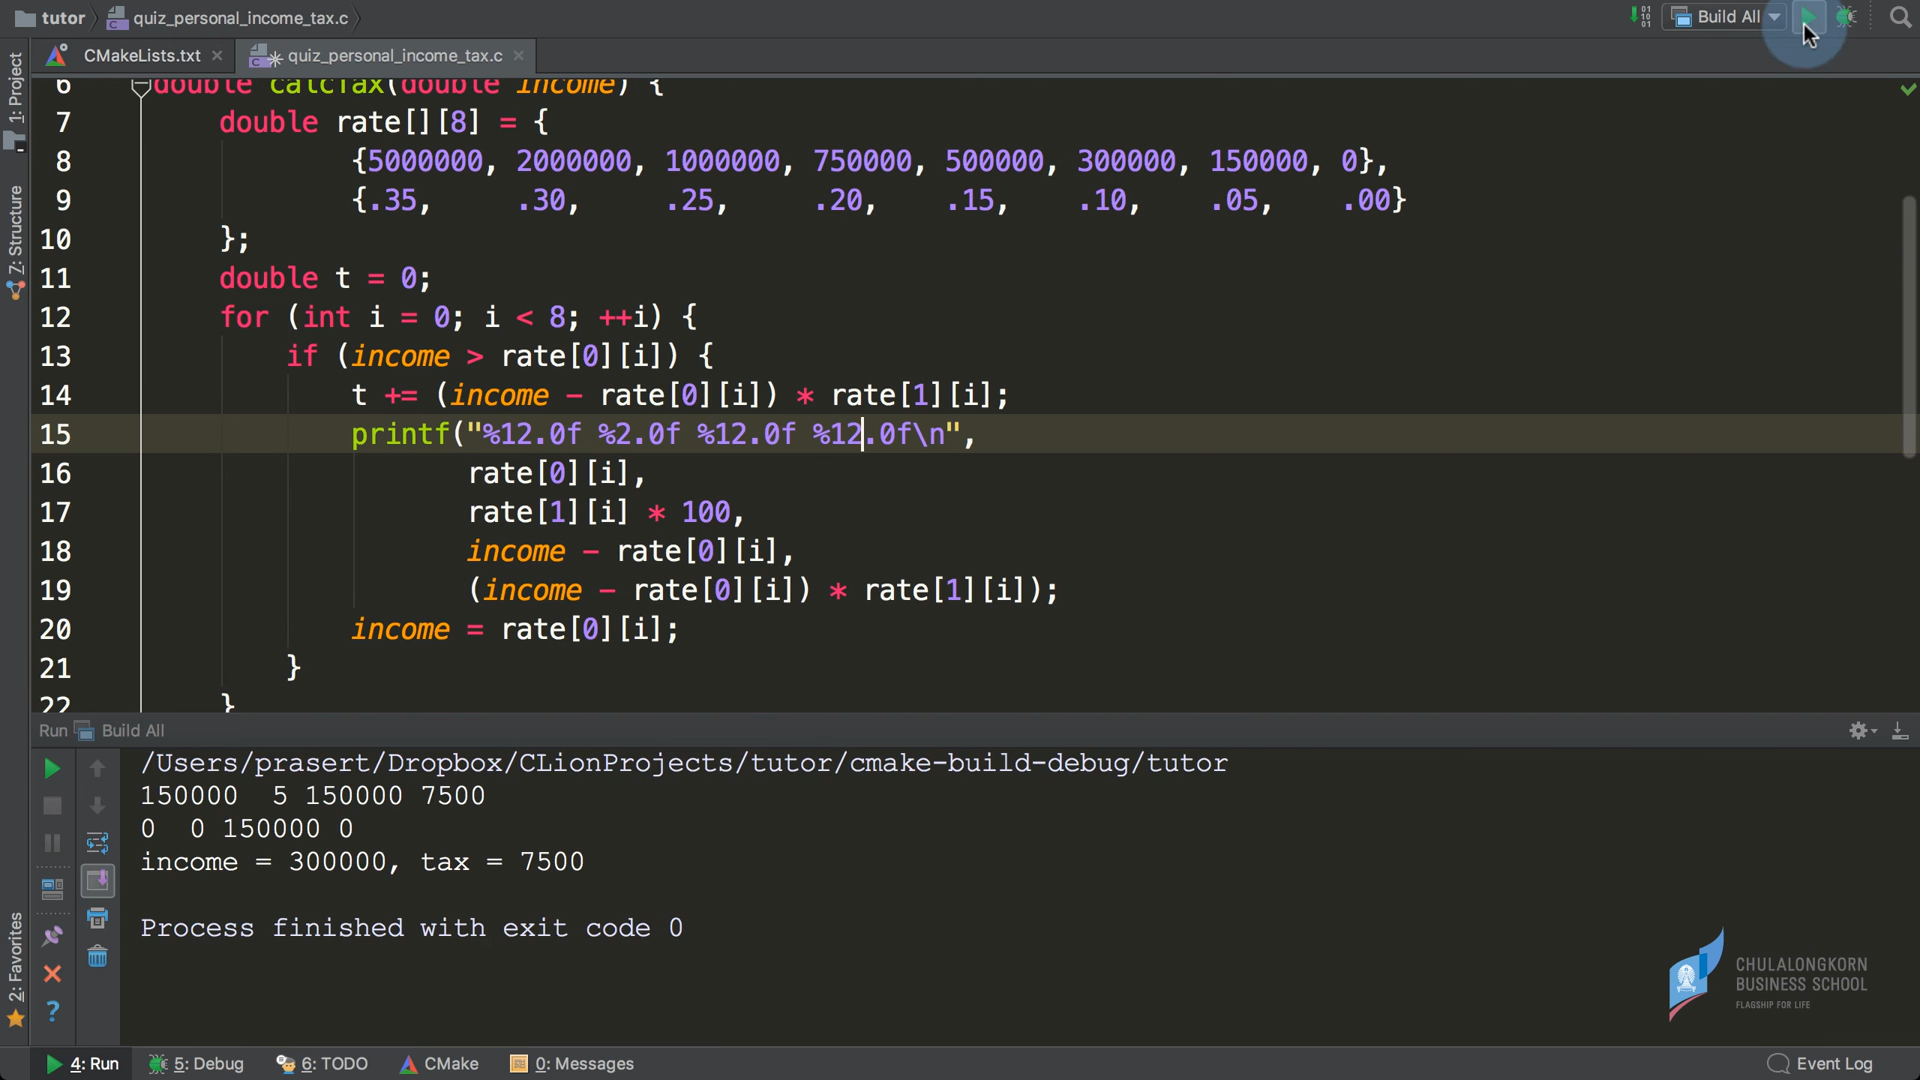 tutor quiz_personal_income_tax.c Build All
CMakeLists.txt quiz_personal_income_tax.c
1: Project
7: Structure
2: Favorites
6 double calcTax(double income) {
7 double rate[][8] = {
8 {5000000, 2000000, 1000000, 750000, 500000, 300000, 150000, 0},
9 {.35, .30, .25, .20, .15, .10, .05, .00}
10 };
11 double t = 0;
12 for (int i = 0; i < 8; ++i) {
13 if (income > rate[0][i]) {
14 t += (income - rate[0][i]) * rate[1][i];
15 printf("%12.0f %2.0f %12.0f %12.0f\n",
16 rate[0][i],
17 rate[1][i] * 100,
18 income - rate[0][i],
19 (income - rate[0][i]) * rate[1][i]);
20 income = rate[0][i];
21 }
22 }
Run Build All
/Users/prasert/Dropbox/CLionProjects/tutor/cmake-build-debug/tutor
150000  5 150000 7500
0  0 150000 0
income = 300000, tax = 7500
Process finished with exit code 0
CHULALONGKORN
BUSINESS SCHOOL
FLAGSHIP FOR LIFE
4: Run 5: Debug 6: TODO CMake 0: Messages Event Log